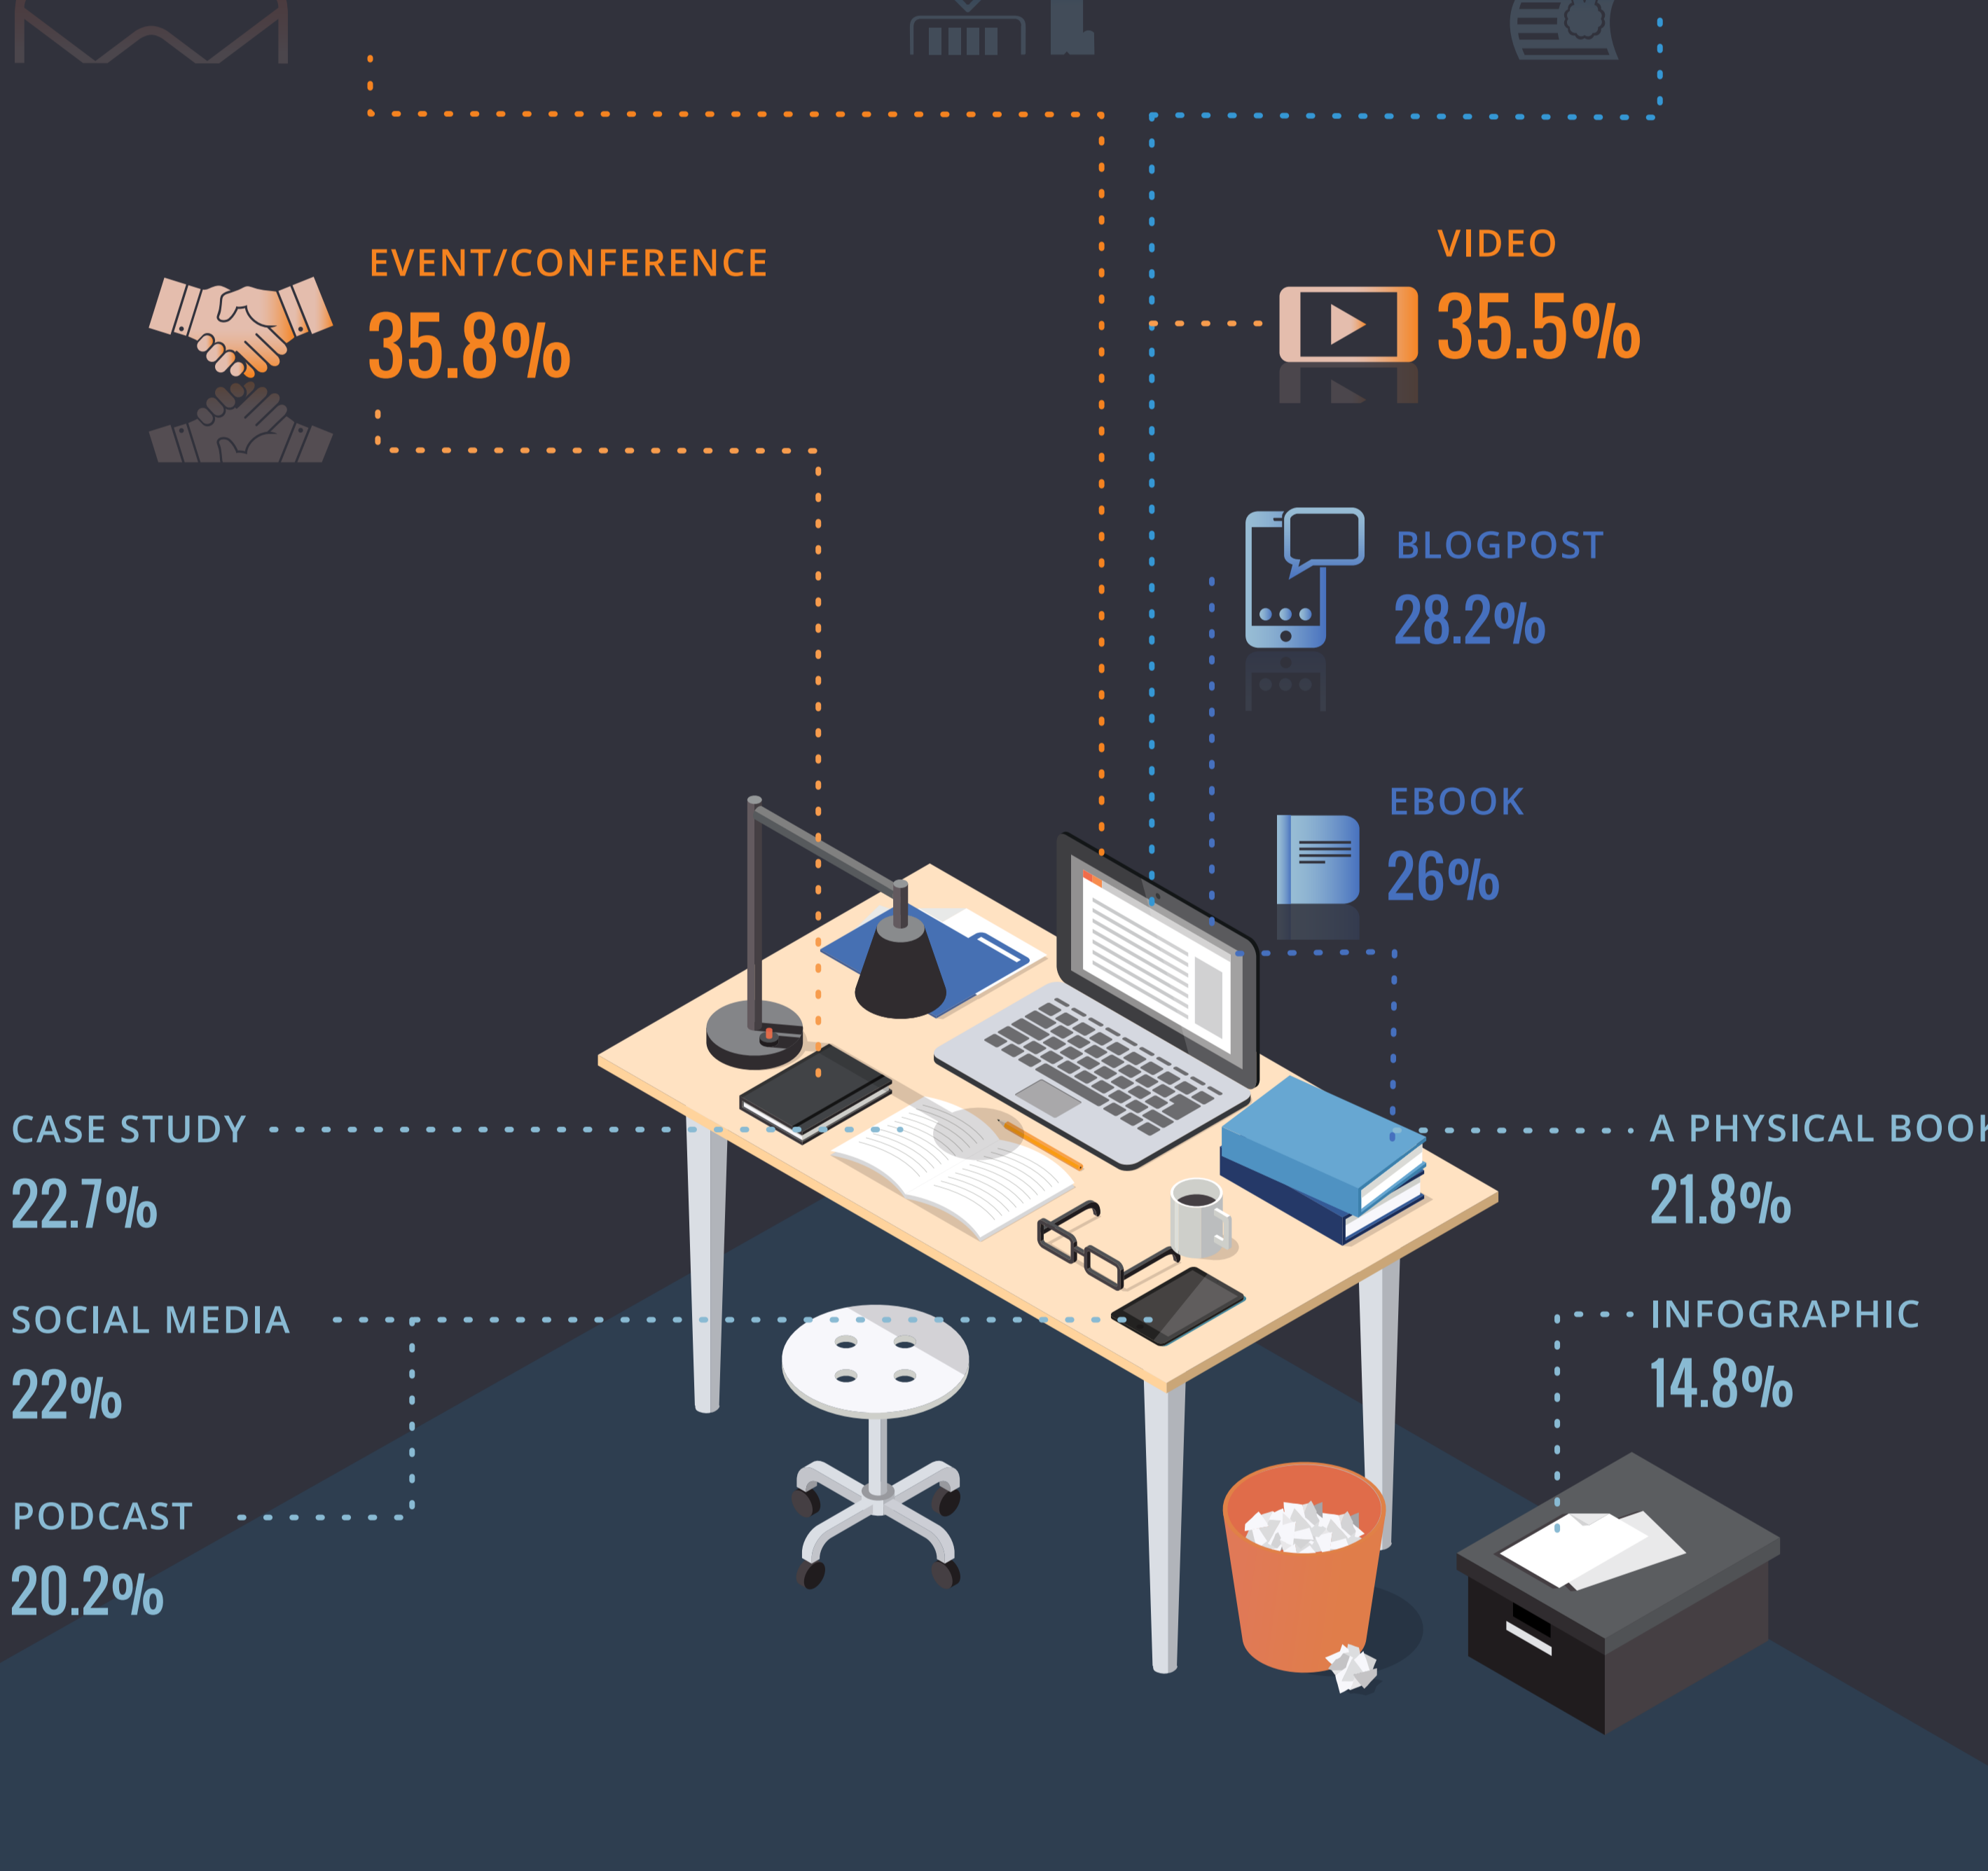 EVENT/CONFERENCE
35.8%
VIDEO
35.5%
BLOGPOST
28.2%
EBOOK
26%
CASE STUDY
22.7%
SOCIAL MEDIA
22%
PODCAST
20.2%
A PHYSICAL BOOK
21.8%
INFOGRAPHIC
14.8%